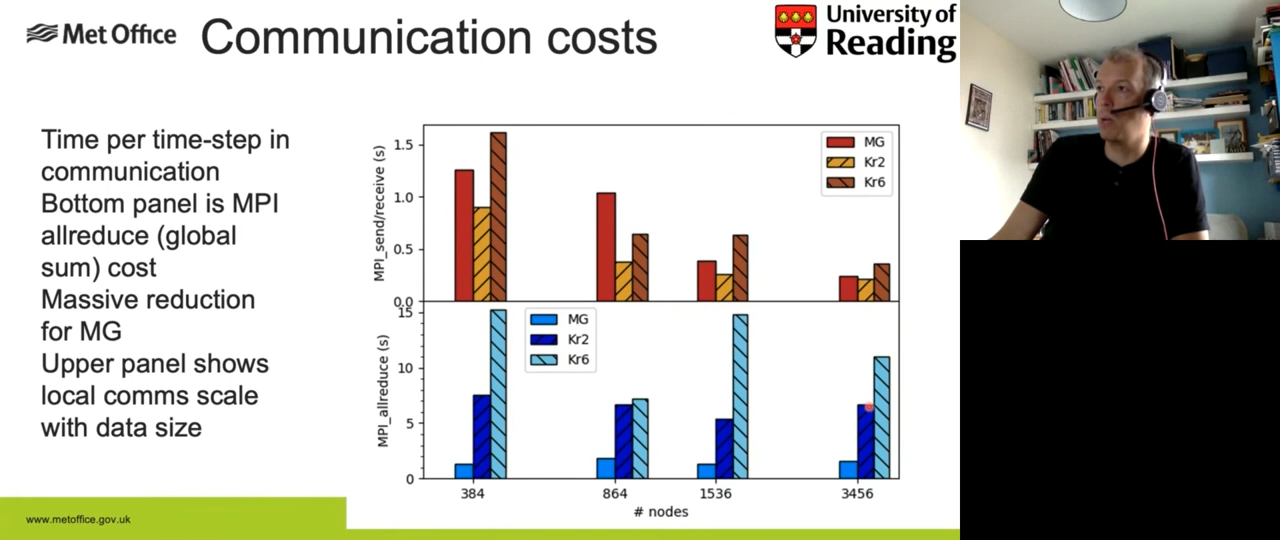 Met Office
Communication costs
University of
Reading
Time per time-step in
communication
Bottom panel is MPI
allreduce (global
sum) cost
Massive reduction
for MG
Upper panel shows
local comms scale
with data size
MPI_send/receive (s)
1.5
1.0
0.5
0.0
MG
Kr2
Kr6
MPI_allreduce (s)
15
10
5
0
MG
Kr2
Kr6
384
864
1536
3456
# nodes
www.metoffice.gov.uk